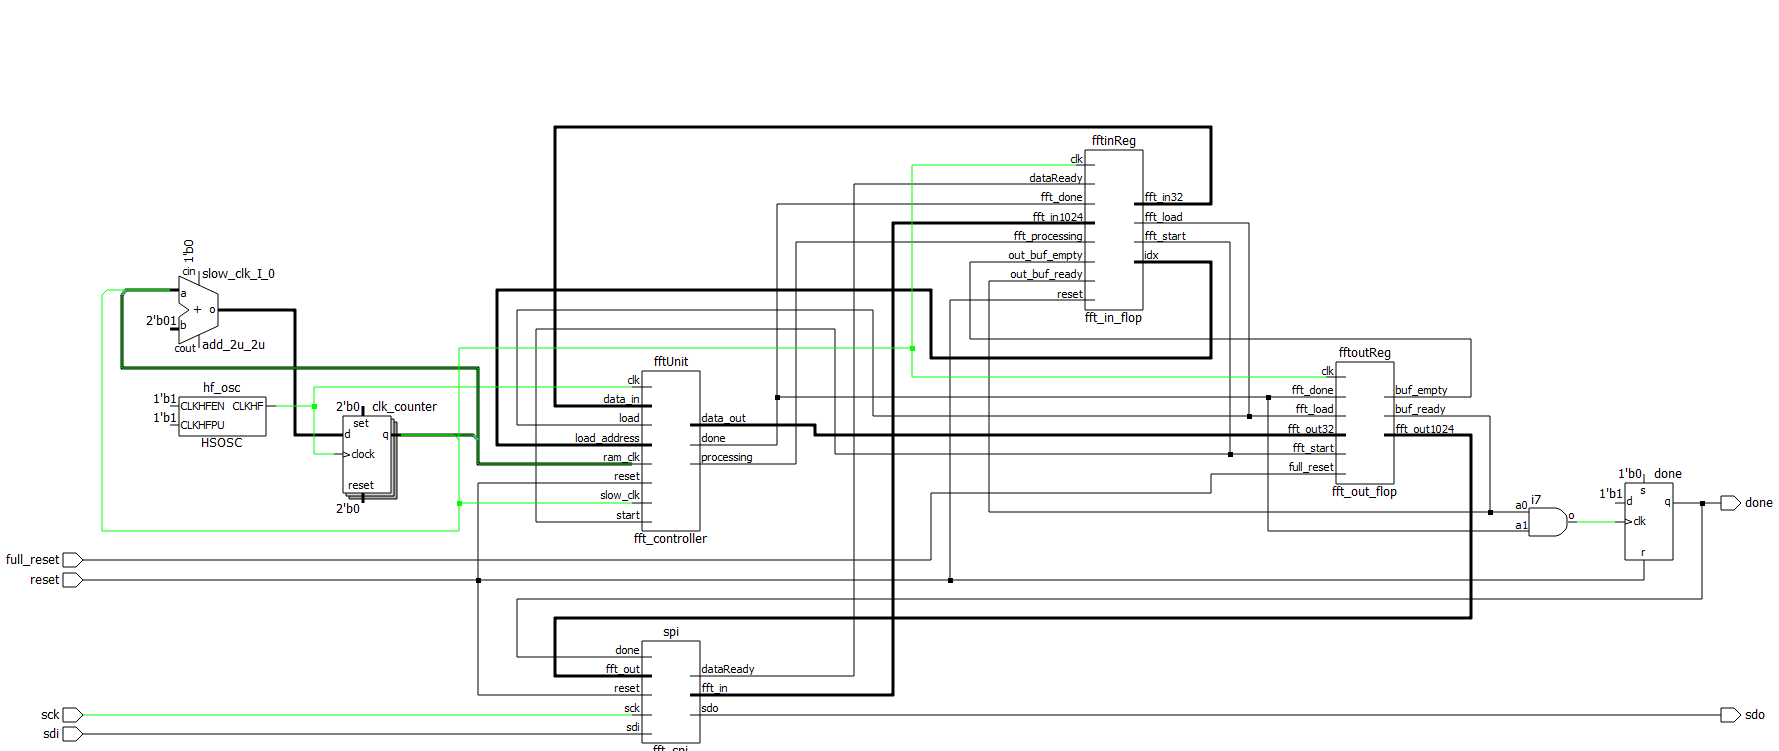 fftinReg
clk
dataReady
fft_done
fft_in1024
fft_processing
out_buf_empty
out_buf_ready
reset
fft_in32
fft_load
fft_start
idx
fft_in_flop
1'b0
cin
slow_clk_I_0
a
+
o
2'b01
b
cout
add_2u_2u
hf_osc
1'b1
CLKHFEN
CLKHF
1'b1
CLKHFPU
HSOSC
2'b0
clk_counter
set
d
q
clock
reset
2'b0
fftUnit
clk
data_in
load
load_address
ram_clk
reset
slow_clk
start
data_out
done
processing
fft_controller
fftoutReg
clk
fft_done
fft_load
fft_out32
fft_start
full_reset
buf_empty
buf_ready
fft_out1024
fft_out_flop
i7
a0
a1
o
1'b0
done
s
1'b1
d
q
clk
r
done
full_reset
reset
spi
done
fft_out
reset
sck
sdi
dataReady
fft_in
sdo
fft_spi
sck
sdi
sdo